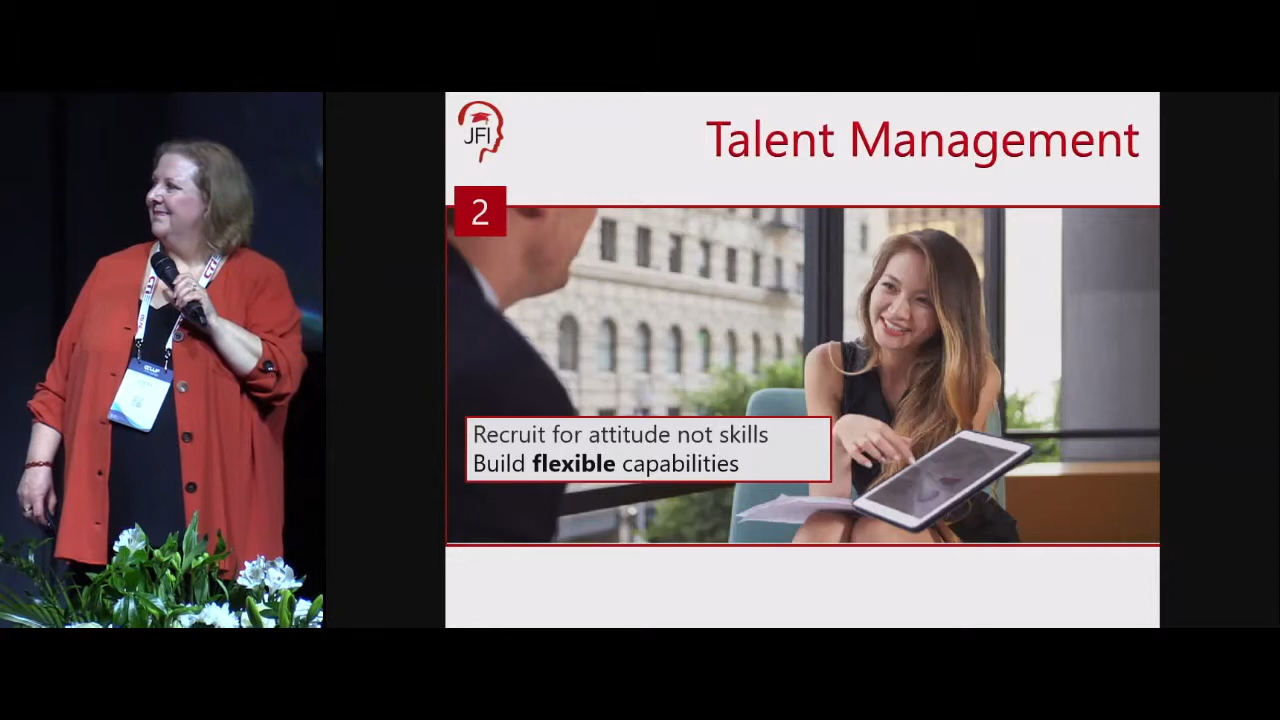 JFI
Talent Management
2
Recruit for attitude not skills
Build flexible capabilities